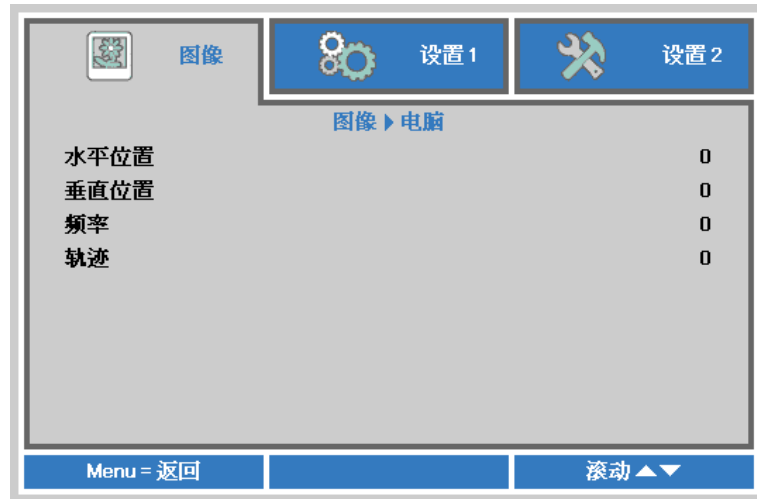 图像 设置 1 设置 2
图像▶电脑
水平位置 0
垂直位置 0
频率 0
轨迹 0
Menu = 返回 滚动▲▼